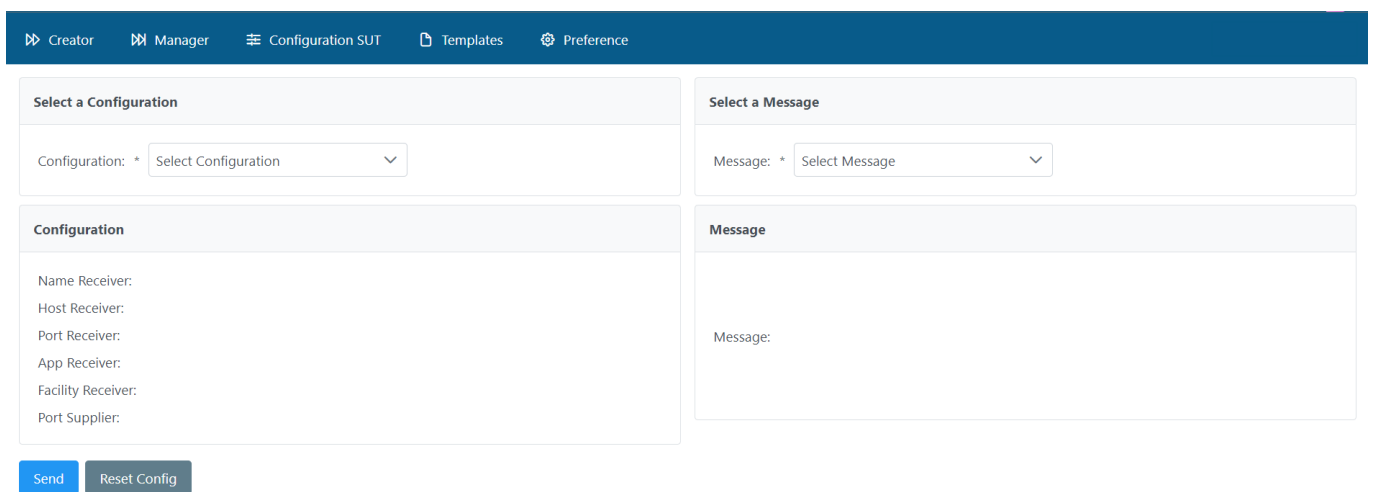 Creator Manager Configuration SUT Templates Preference
Select a Configuration
Configuration: * Select Configuration
Select a Message
Message: * Select Message
Configuration
Name Receiver:
Host Receiver:
Port Receiver:
App Receiver:
Facility Receiver:
Port Supplier:
Message
Message:
Send Reset Config